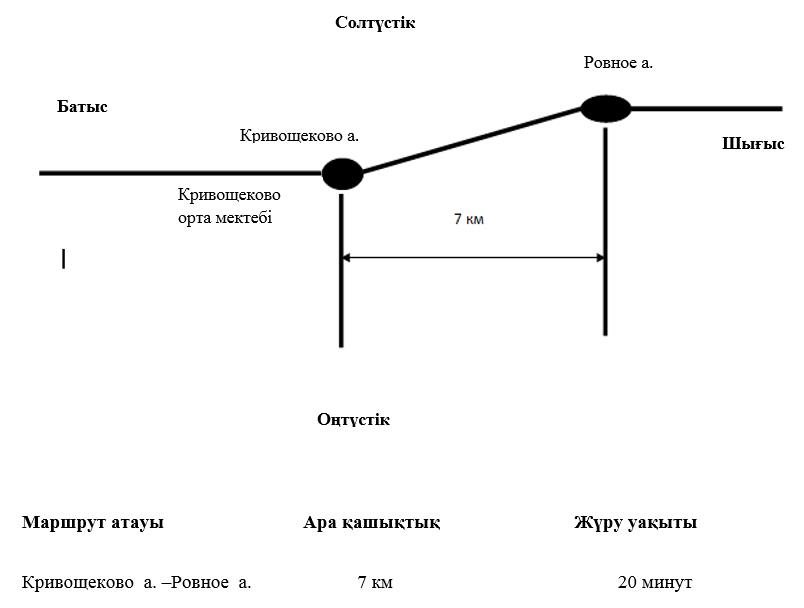 Солтүстік
Ровное а.
Батыс
Кривощеково а.
Шығыс
Кривощеково
орта мектебі
7 км
Оңтүстік
Маршрут атауы Ара қашықтық Жүру уақыты
Кривощеково а. –Ровное а. 7 км 20 минут